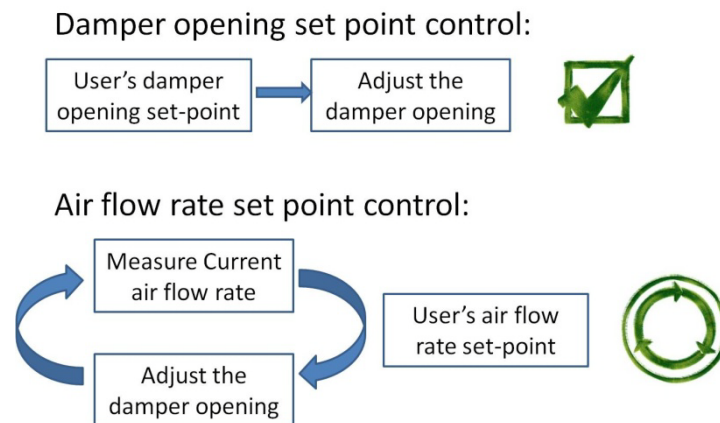 Damper opening set point control:
User's damper
opening set-point
Adjust the
damper opening
Air flow rate set point control:
Measure Current
air flow rate
User's air flow
rate set-point
Adjust the
damper opening